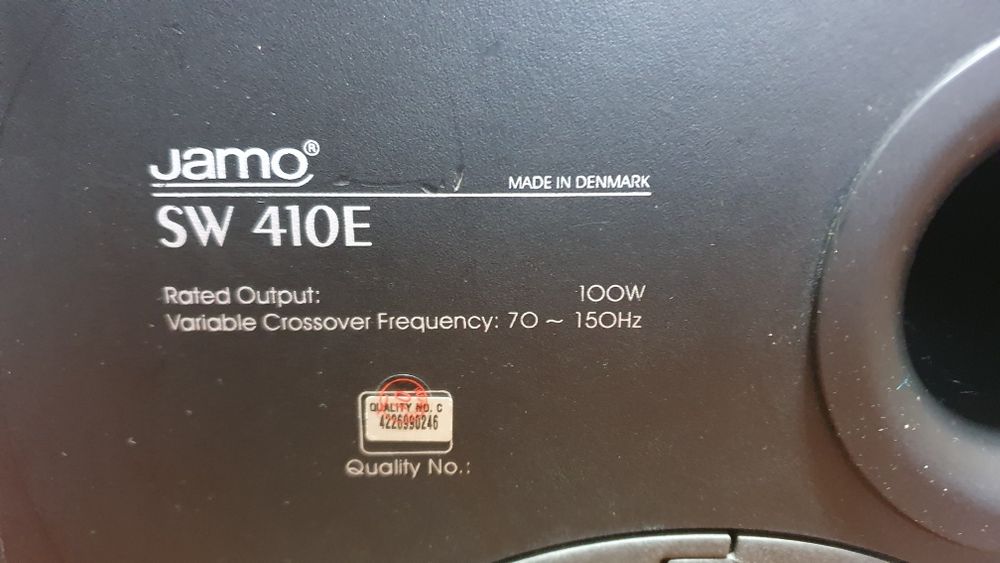 Jamo®
MADE IN DENMARK
SW 410E
Rated Output: 100W
Variable Crossover Frequency: 70 ~ 150Hz
QUALITY NO. C
4226990246
Quality No.: